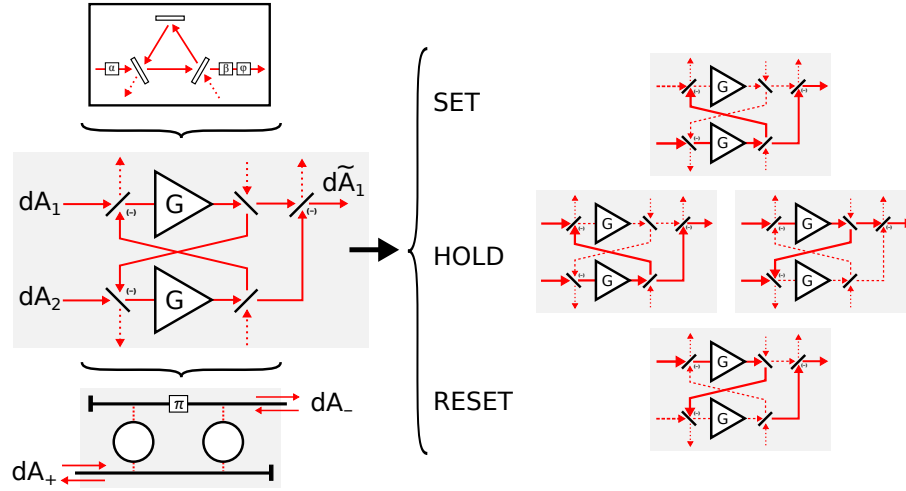 α
β φ
dA₁
G
(-)
(-)
dÃ₁
dA₂
(-)
G
π
dA₋
dA₊
SET
G
(-)
(-)
(-)
G
HOLD
G
(-)
(-)
(-)
G
G
(-)
(-)
(-)
G
RESET
G
(-)
(-)
(-)
G